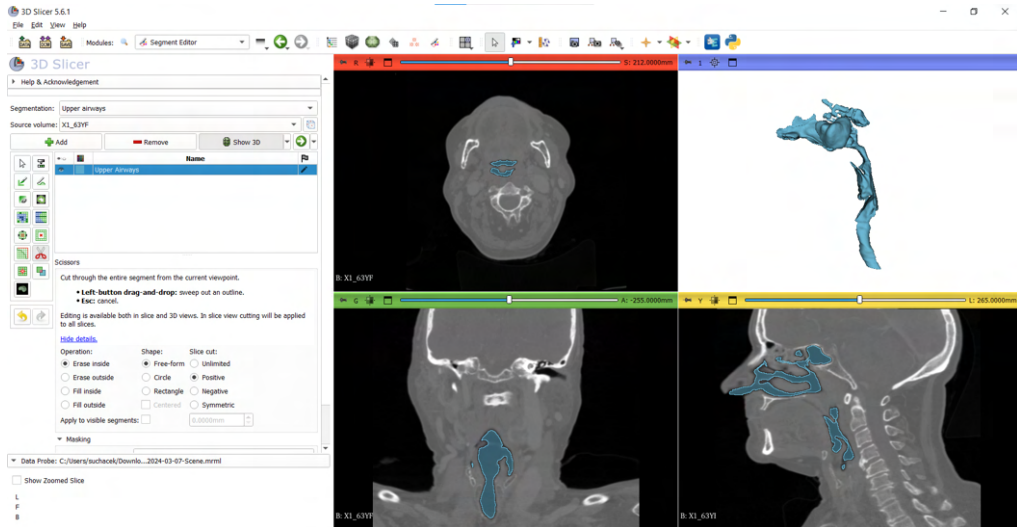 3D Slicer 5.6.1
File Edit View Help
Modules: Segment Editor
3D Slicer
Help & Acknowledgement
Segmentation: Upper airways
Source volume: X1_63YF
Add Remove Show 3D
Name
Upper Airways
Scissors
Cut through the entire segment from the current viewpoint.
• Left-button drag-and-drop: sweep out an outline.
• Esc: cancel.
Editing is available both in slice and 3D views. In slice view cutting will be applied
to all slices.
Hide details.
Operation: Shape: Slice cut:
Erase inside Free-form Unlimited
Erase outside Circle Positive
Fill inside Rectangle Negative
Fill outside Centered Symmetric
Apply to visible segments: 0.0000mm
Masking
Data Probe: C:/Users/suchacek/Downlo...2024-03-07-Scene.mrml
Show Zoomed Slice
L
F
B
R S: 212.0000mm
B: X1_63YF
1
G A: -255.0000mm
B: X1_63YF
Y L: 265.0000mm
B: X1_63YF